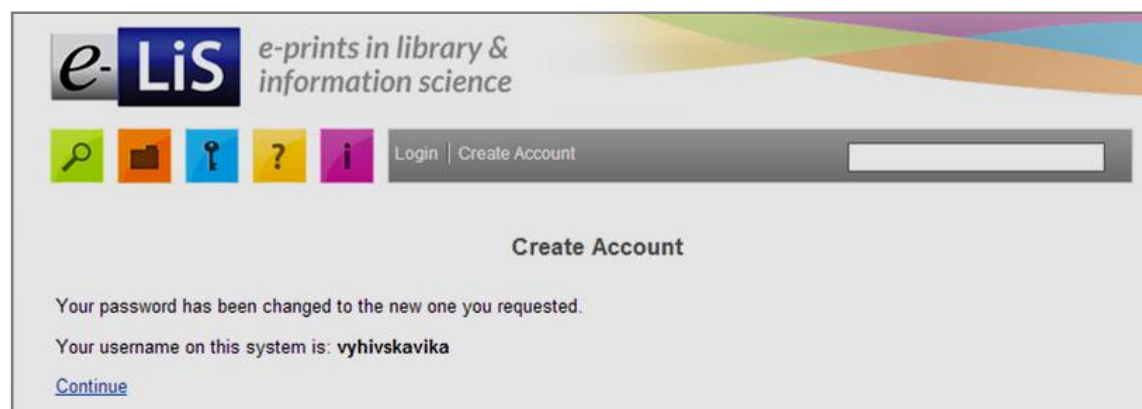 e-LiS
e-prints in library &
information science
? i Login | Create Account
Create Account
Your password has been changed to the new one you requested.
Your username on this system is: vyhivskavika
Continue